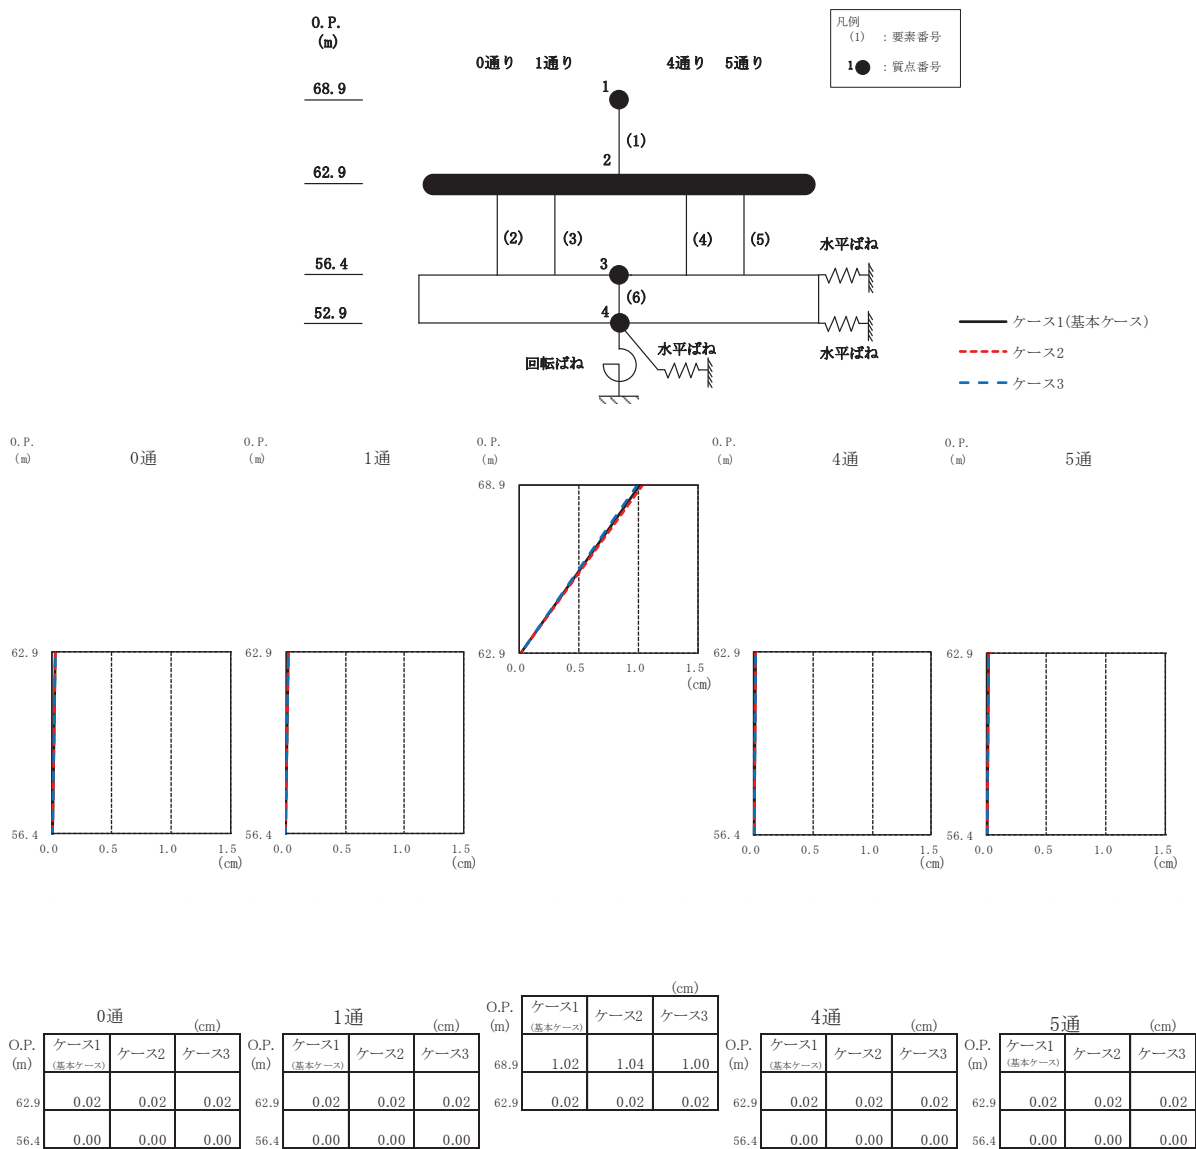 O.P.
(m)
凡例
(1) : 要素番号
1 : 質点番号
0通り 1通り 4通り 5通り
68.9
1
(1)
2
62.9
(2) (3) (4) (5)
水平ばね
56.4
3
(6)
52.9
4
水平ばね
回転ばね
水平ばね
ケース1(基本ケース)
ケース2
ケース3
O.P.
(m)
0通
62.9
56.4
0.0 0.5 1.0 1.5
(cm)
O.P.
(m)
1通
62.9
56.4
0.0 0.5 1.0 1.5
(cm)
O.P.
(m)
68.9
62.9
0.0 0.5 1.0 1.5
(cm)
O.P.
(m)
4通
62.9
56.4
0.0 0.5 1.0 1.5
(cm)
O.P.
(m)
5通
62.9
56.4
0.0 0.5 1.0 1.5
(cm)
0通 (cm)
O.P.
(m)
ケース1
(基本ケース)
ケース2 ケース3
62.9 0.02 0.02 0.02
56.4 0.00 0.00 0.00
1通 (cm)
O.P.
(m)
ケース1
(基本ケース)
ケース2 ケース3
62.9 0.02 0.02 0.02
56.4 0.00 0.00 0.00
(cm)
O.P.
(m)
ケース1
(基本ケース)
ケース2 ケース3
68.9 1.02 1.04 1.00
62.9 0.02 0.02 0.02
4通 (cm)
O.P.
(m)
ケース1
(基本ケース)
ケース2 ケース3
62.9 0.02 0.02 0.02
56.4 0.00 0.00 0.00
5通 (cm)
O.P.
(m)
ケース1
(基本ケース)
ケース2 ケース3
62.9 0.02 0.02 0.02
56.4 0.00 0.00 0.00